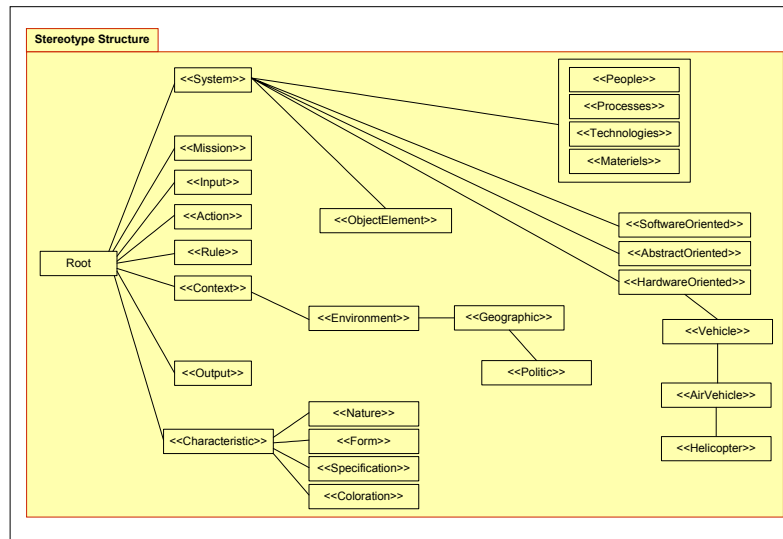 Stereotype Structure
<<System>>
<<People>>
<<Processes>>
<<Technologies>>
<<Materiels>>
<<Mission>>
<<Input>>
<<Action>>
<<ObjectElement>>
<<SoftwareOriented>>
<<AbstractOriented>>
<<HardwareOriented>>
Root
<<Rule>>
<<Context>>
<<Environment>>
<<Geographic>>
<<Vehicle>>
<<Output>>
<<Politic>>
<<AirVehicle>>
<<Characteristic>>
<<Nature>>
<<Form>>
<<Specification>>
<<Coloration>>
<<Helicopter>>